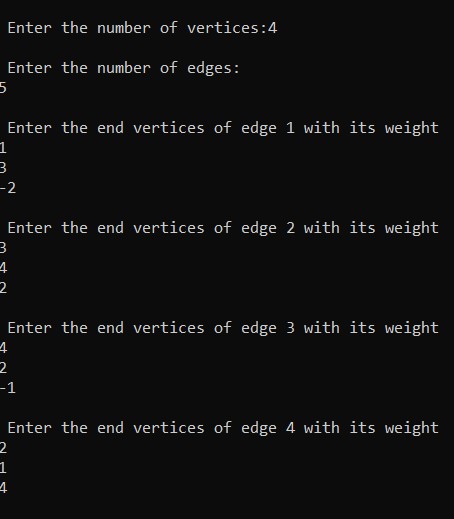 Enter the number of vertices:4
Enter the number of edges:
5
Enter the end vertices of edge 1 with its weight
1
3
-2
Enter the end vertices of edge 2 with its weight
3
4
2
Enter the end vertices of edge 3 with its weight
4
2
-1
Enter the end vertices of edge 4 with its weight
2
1
4